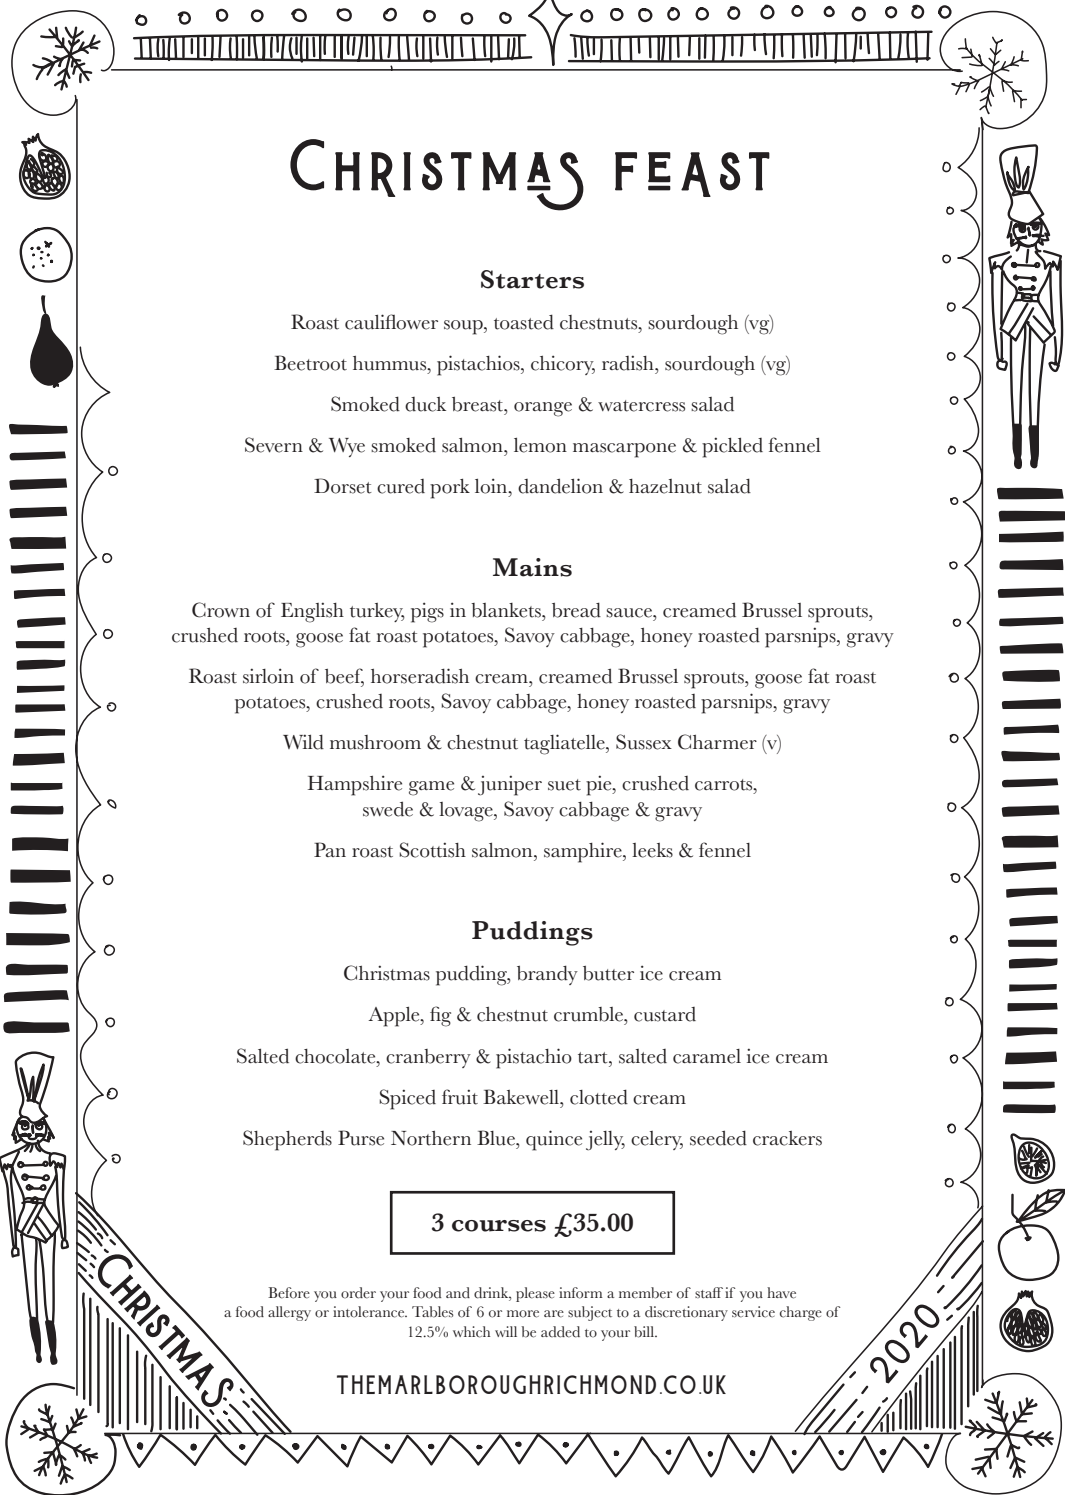 Christmas feast
Starters
Roast cauliflower soup, toasted chestnuts, sourdough (vg)
Beetroot hummus, pistachios, chicory, radish, sourdough (vg)
Smoked duck breast, orange & watercress salad
Severn & Wye smoked salmon, lemon mascarpone & pickled fennel
Dorset cured pork loin, dandelion & hazelnut salad
Mains
Crown of English turkey, pigs in blankets, bread sauce, creamed Brussel sprouts,
crushed roots, goose fat roast potatoes, Savoy cabbage, honey roasted parsnips, gravy
Roast sirloin of beef, horseradish cream, creamed Brussel sprouts, goose fat roast
potatoes, crushed roots, Savoy cabbage, honey roasted parsnips, gravy
Wild mushroom & chestnut tagliatelle, Sussex Charmer (v)
Hampshire game & juniper suet pie, crushed carrots,
swede & lovage, Savoy cabbage & gravy
Pan roast Scottish salmon, samphire, leeks & fennel
Puddings
Christmas pudding, brandy butter ice cream
Apple, fig & chestnut crumble, custard
Salted chocolate, cranberry & pistachio tart, salted caramel ice cream
Spiced fruit Bakewell, clotted cream
Shepherds Purse Northern Blue, quince jelly, celery, seeded crackers
3 courses £35.00
Before you order your food and drink, please inform a member of staff if you have
a food allergy or intolerance. Tables of 6 or more are subject to a discretionary service charge of
12.5% which will be added to your bill.
CHRISTMAS
2020
THEMARLBOROUGHRICHMOND.CO.UK